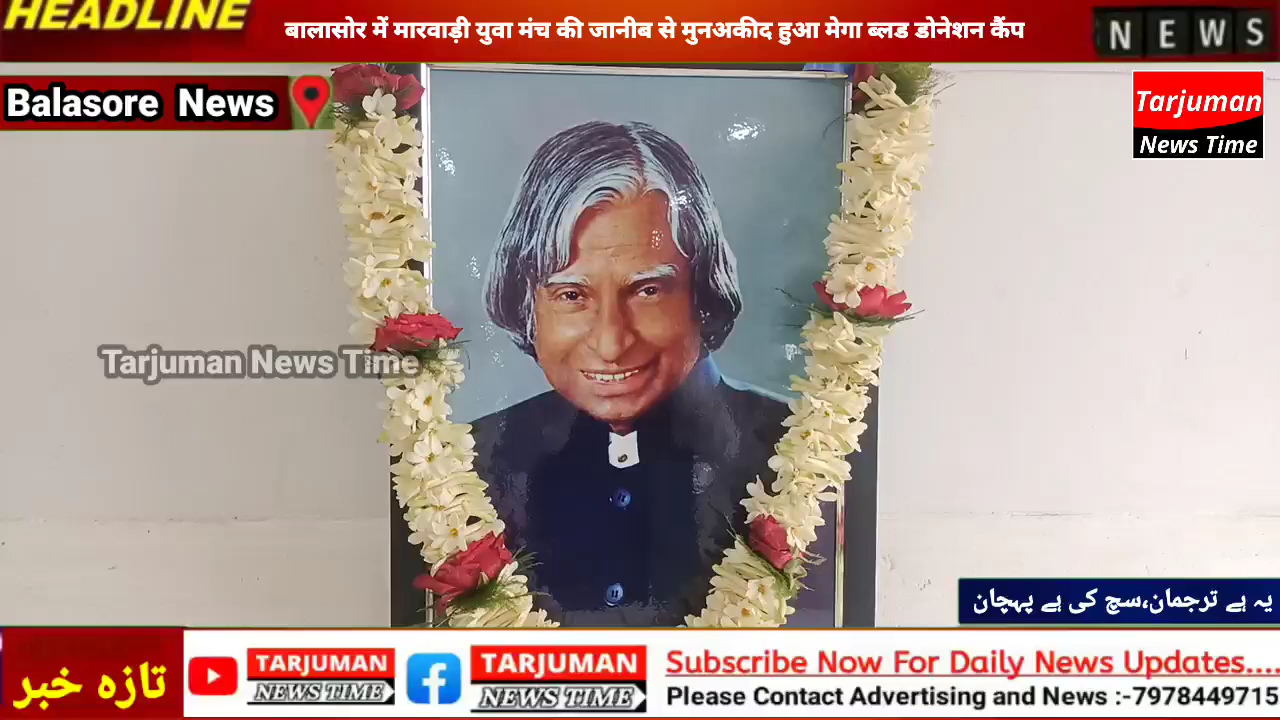 HEADLINE
बालासोर में मारवाड़ी युवा मंच की जानीब से मुनअकीद हुआ मेगा ब्लड डोनेशन कैंप
NEWS
Balasore News
Tarjuman
News Time
Tarjuman News Time
یہ ہے ترجمان،سچ کی ہے پہچان
تازہ خبر
TARJUMAN
NEWS TIME
TARJUMAN
NEWS TIME
Subscribe Now For Daily News Updates....
Please Contact Advertising and News :-7978449715